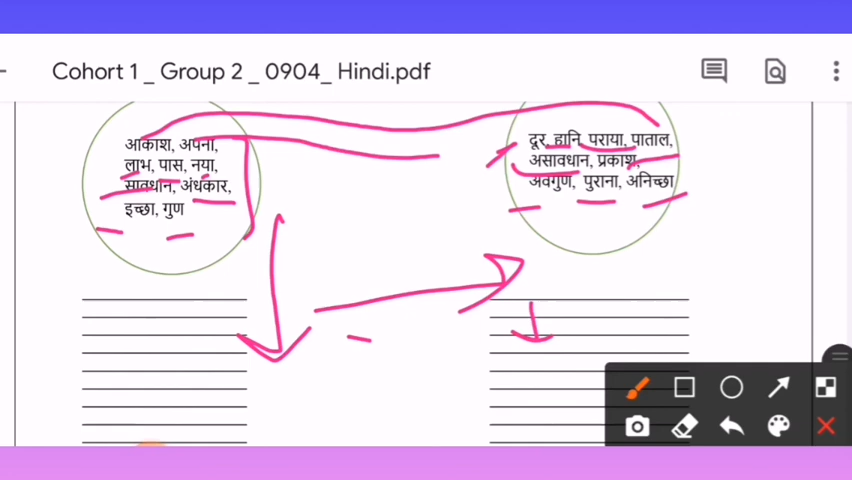 Cohort 1 _ Group 2 _ 0904_ Hindi.pdf
आकाश, अपना,
लाभ, पास, नया,
सावधान, अंधकार,
इच्छा, गुण
दूर, हानि, पराया, पाताल,
असावधान, प्रकाश,
अवगुण, पुराना, अनिच्छा